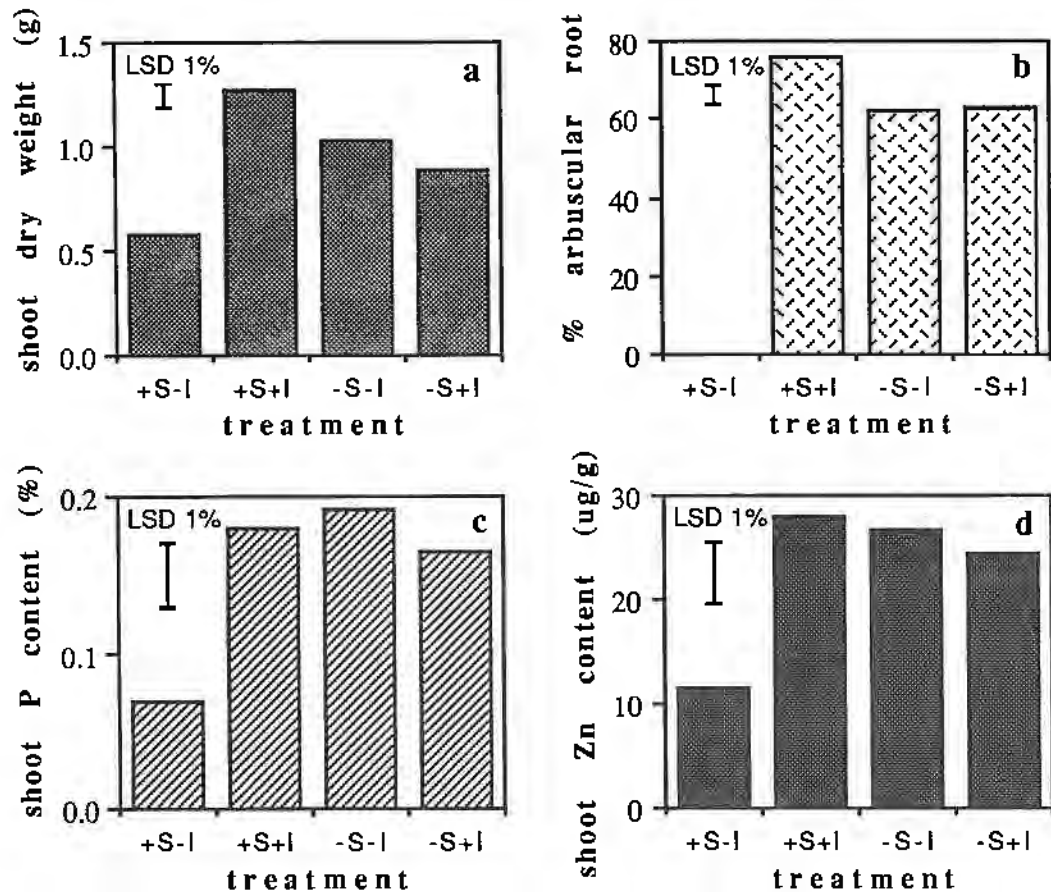 shoot dry weight (g)
1.5
1.0
0.5
0.0
LSD 1%
a
+S-I
+S+I
-S-I
-S+I
treatment
% arbuscular root
80
60
40
20
0
LSD 1%
b
+S-I
+S+I
-S-I
-S+I
treatment
shoot P content (%)
0.2
0.1
0.0
LSD 1%
c
+S-I
+S+I
-S-I
-S+I
treatment
shoot Zn content (ug/g)
30
20
10
0
LSD 1%
d
+S-I
+S+I
-S-I
-S+I
treatment